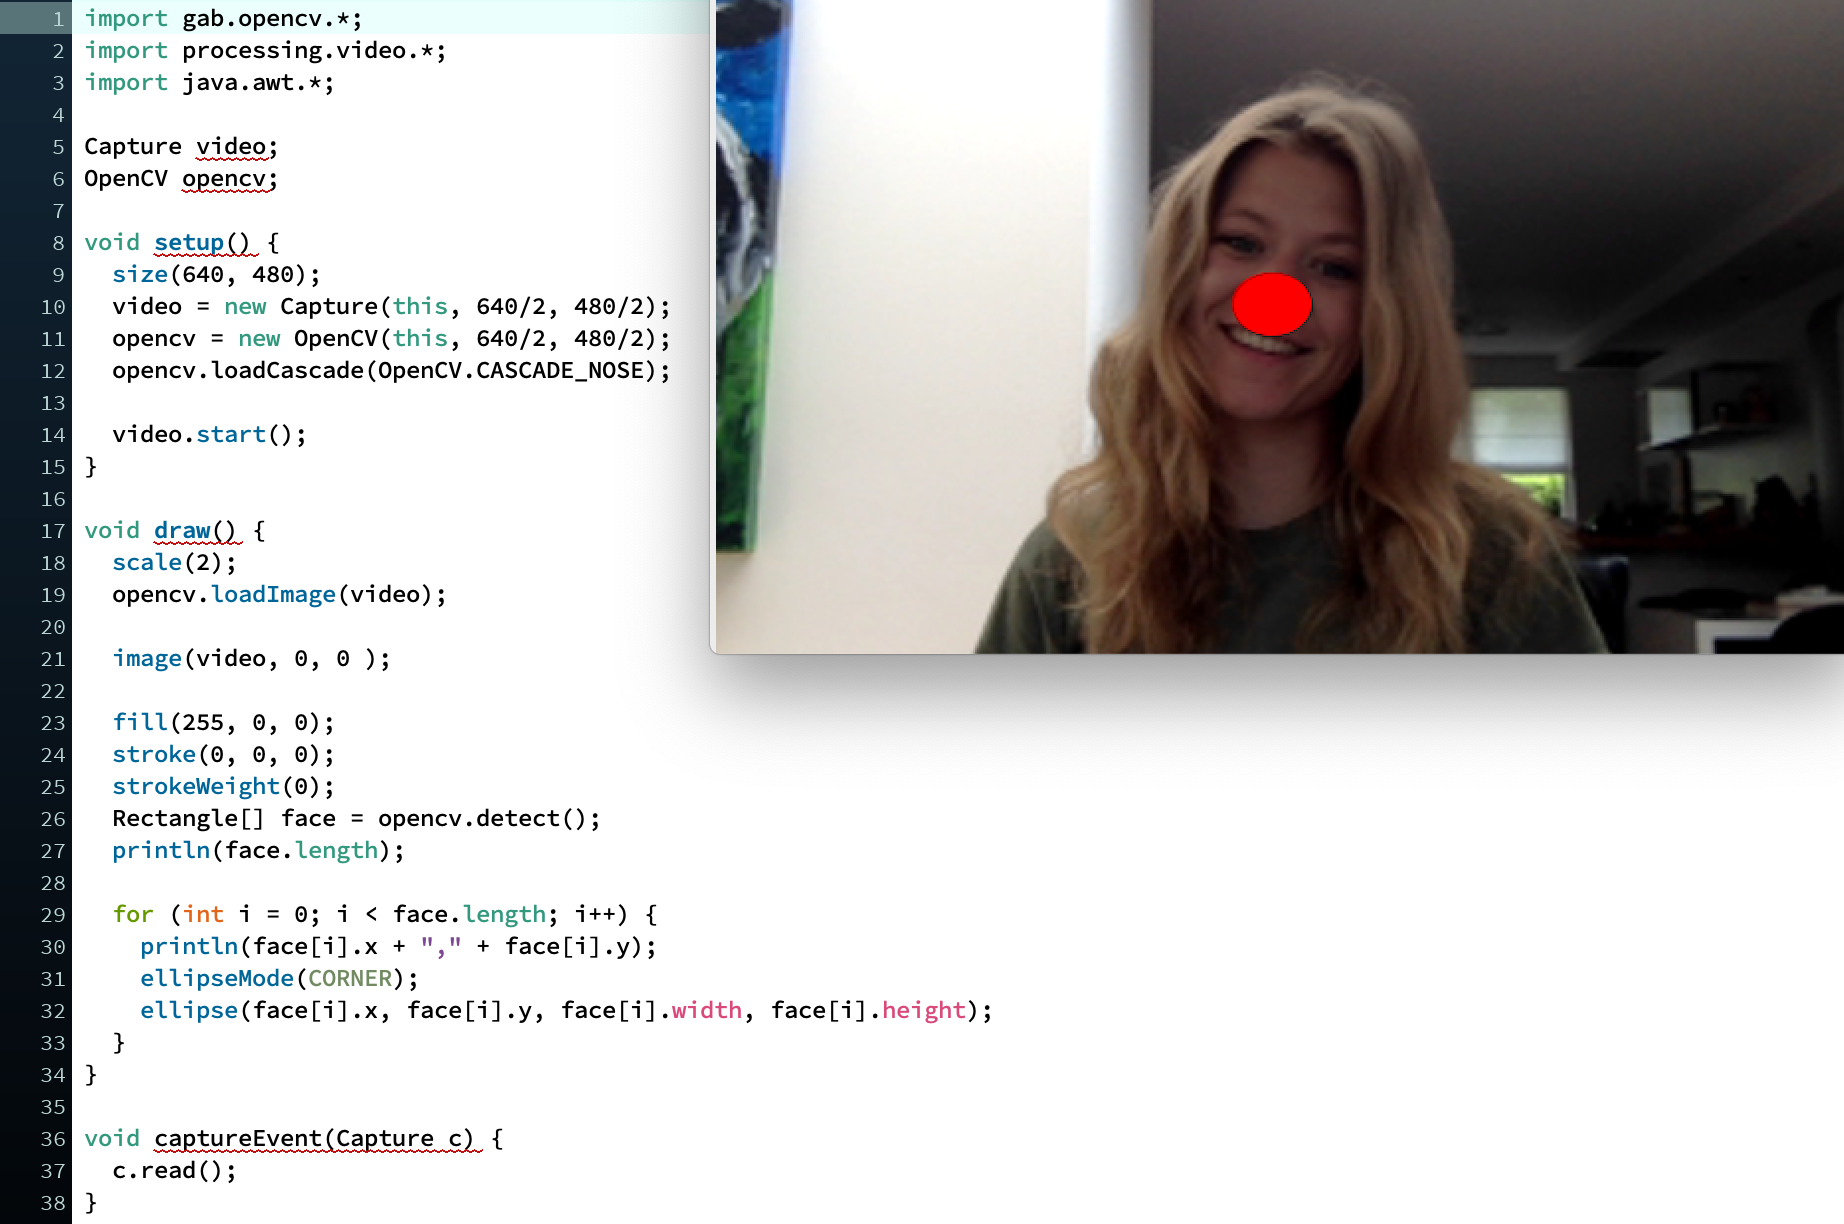 1 import gab.opencv.*;
2 import processing.video.*;
3 import java.awt.*;
4
5 Capture video;
6 OpenCV opencv;
7
8 void setup() {
9   size(640, 480);
10   video = new Capture(this, 640/2, 480/2);
11   opencv = new OpenCV(this, 640/2, 480/2);
12   opencv.loadCascade(OpenCV.CASCADE_NOSE);
13
14   video.start();
15 }
16
17 void draw() {
18   scale(2);
19   opencv.loadImage(video);
20
21   image(video, 0, 0 );
22
23   fill(255, 0, 0);
24   stroke(0, 0, 0);
25   strokeWeight(0);
26   Rectangle[] face = opencv.detect();
27   println(face.length);
28
29   for (int i = 0; i < face.length; i++) {
30     println(face[i].x + "," + face[i].y);
31     ellipseMode(CORNER);
32     ellipse(face[i].x, face[i].y, face[i].width, face[i].height);
33   }
34 }
35
36 void captureEvent(Capture c) {
37   c.read();
38 }